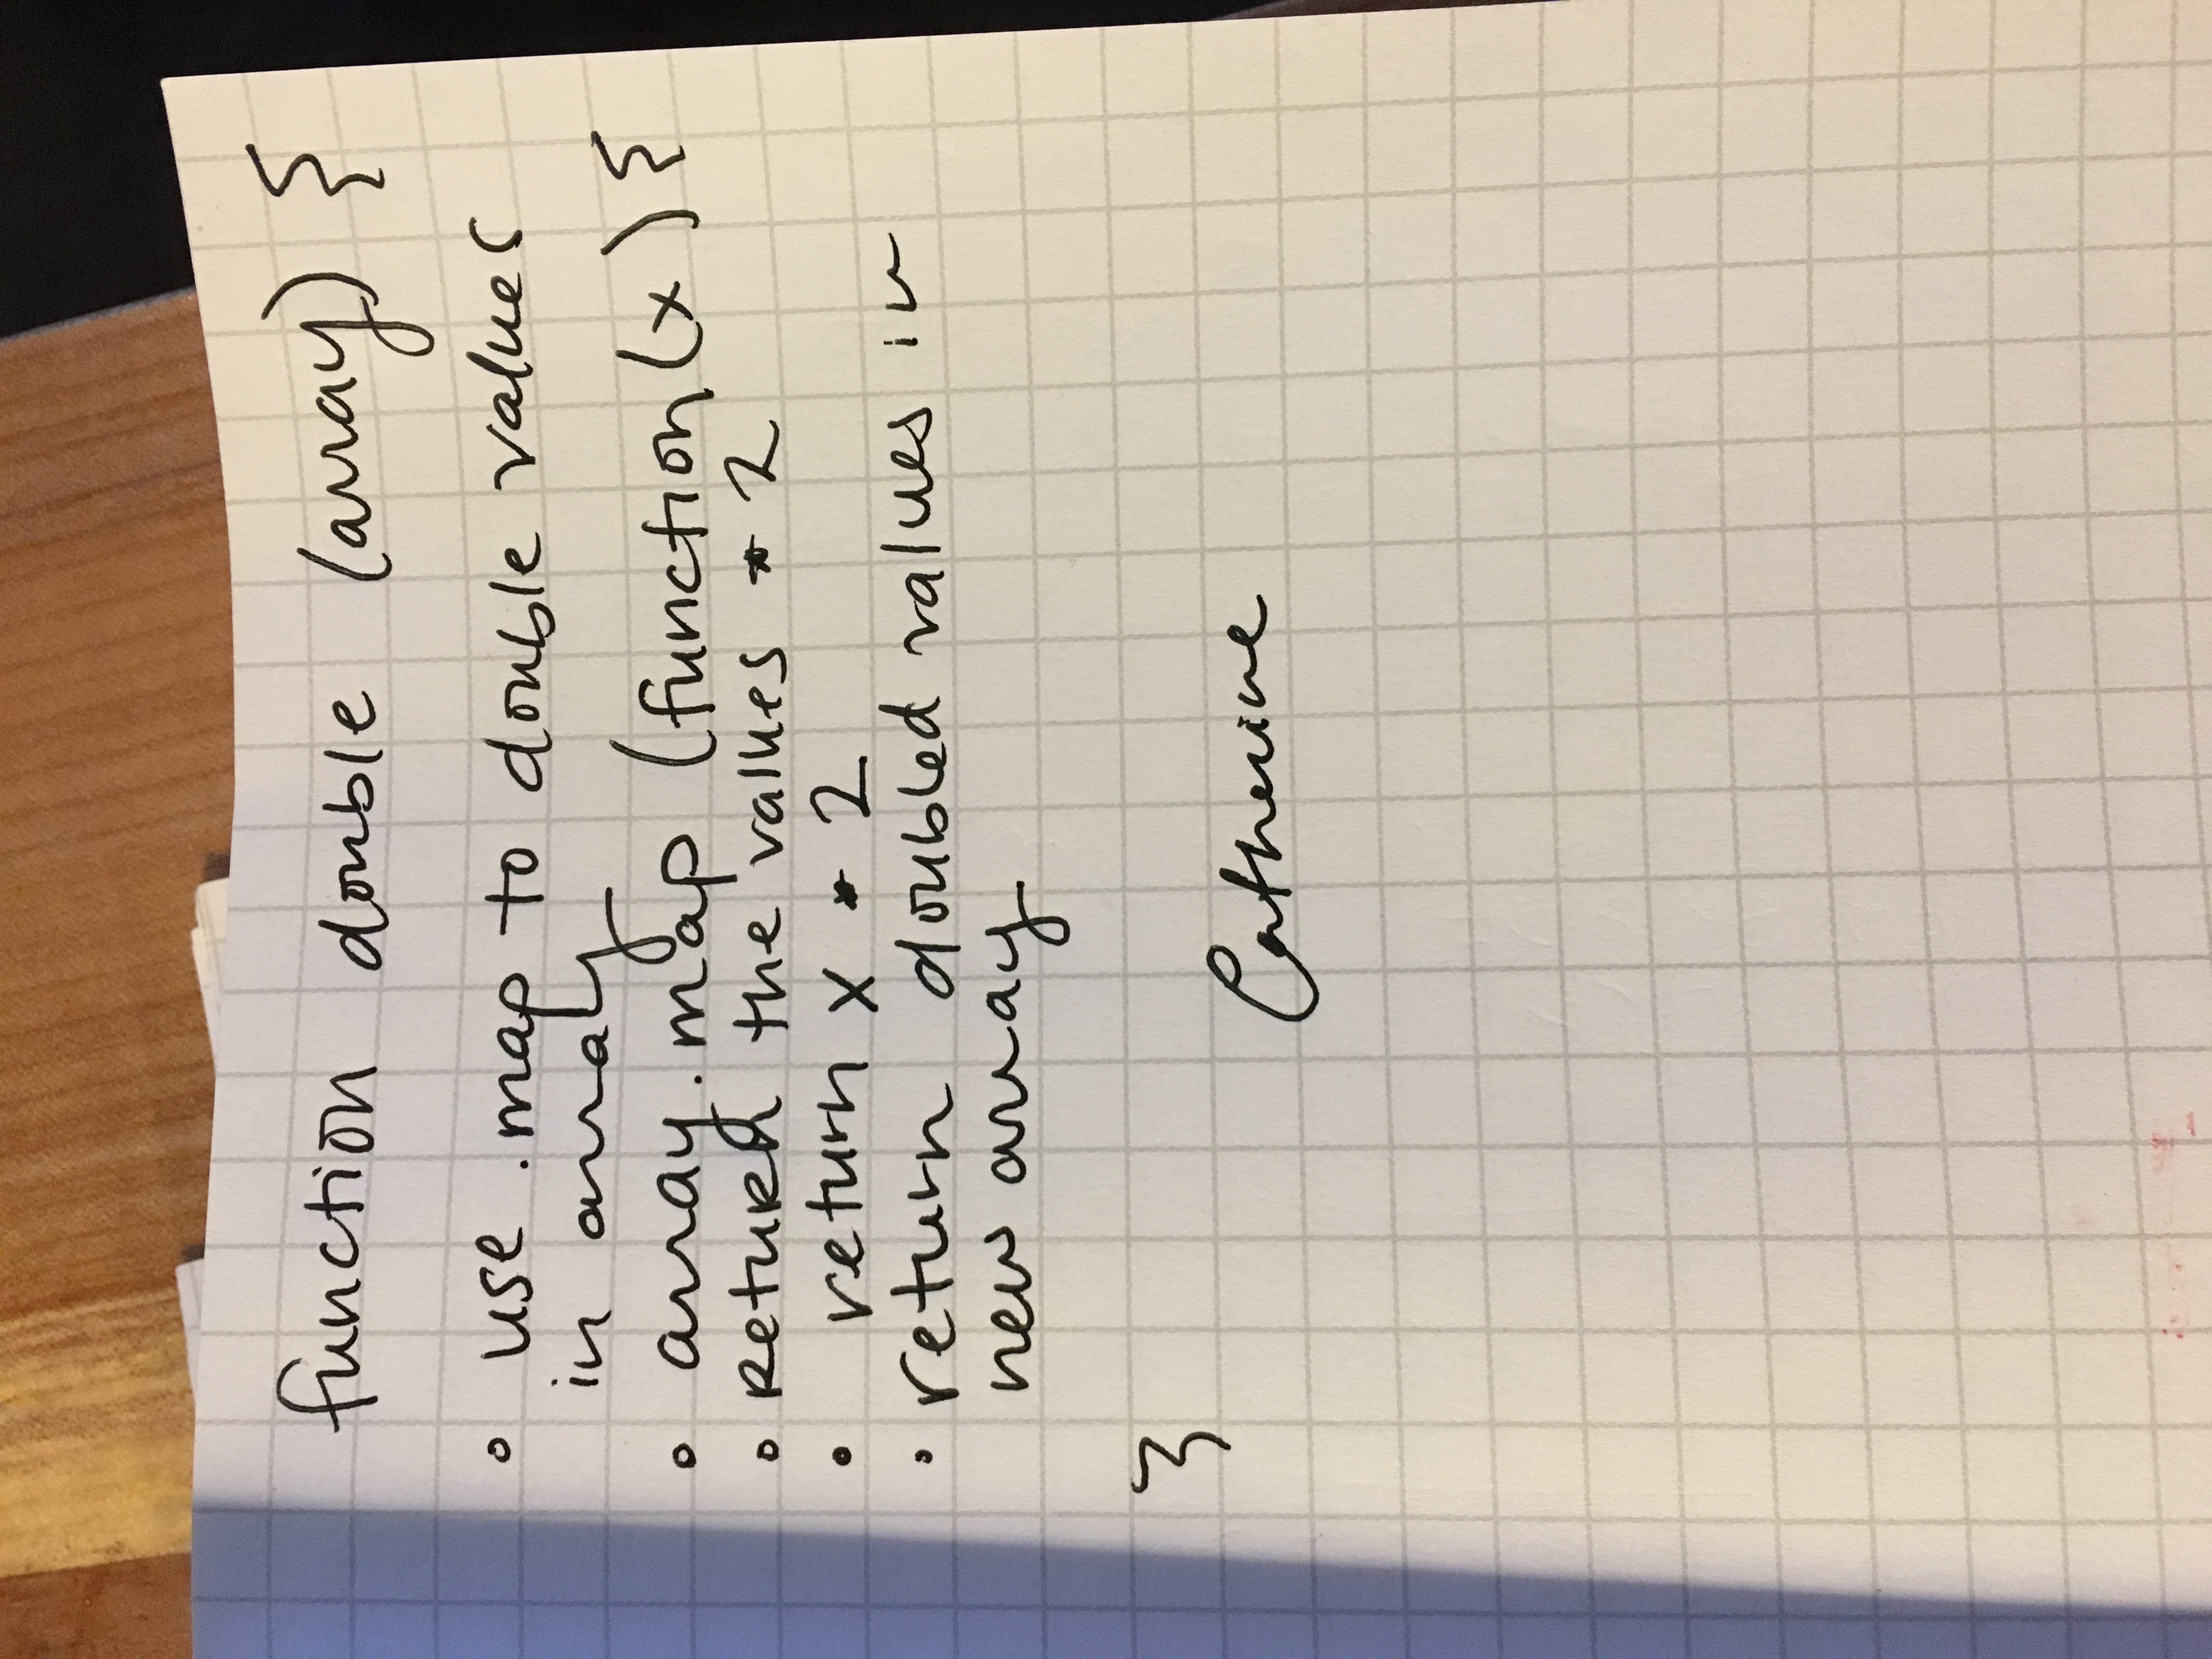 function double (array) {
• use .map to double values
in array
• array.map (function(x) {
• Return the values * 2
• return x * 2
• return doubled values in
new array
}
Catherine